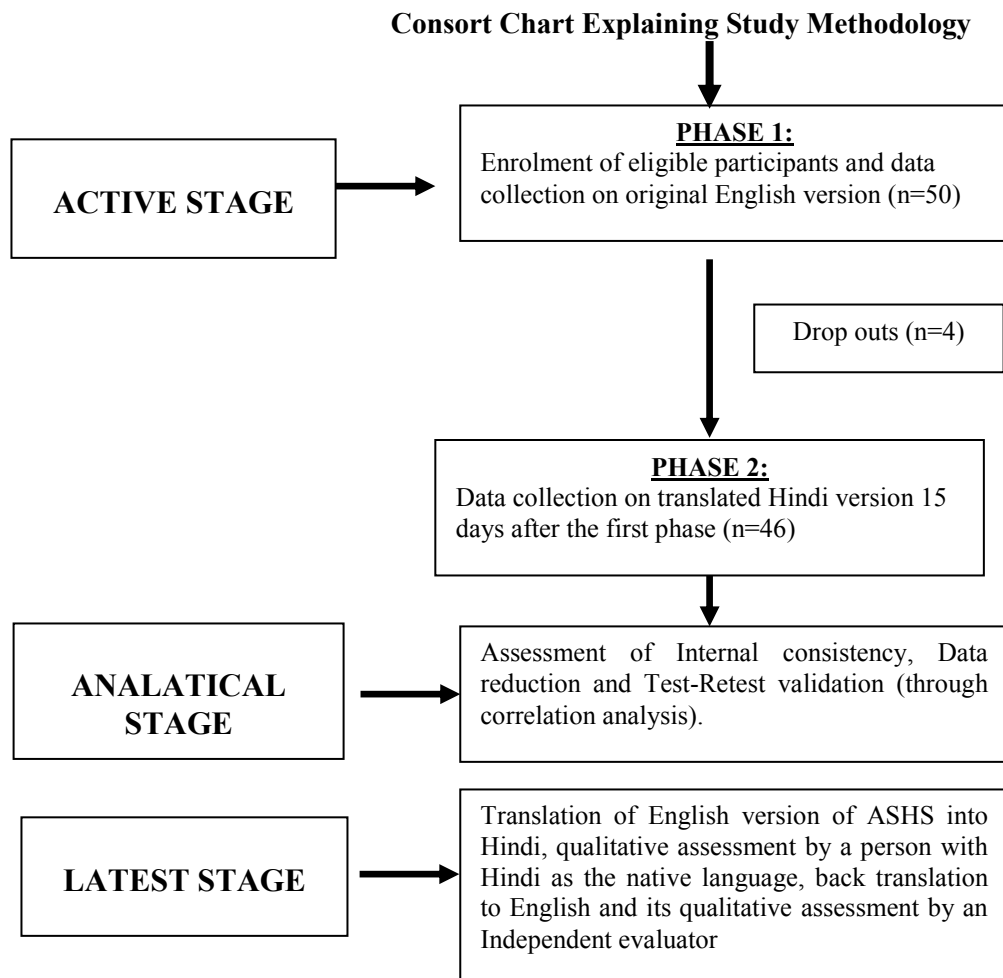 Consort Chart Explaining Study Methodology
PHASE 1:
Enrolment of eligible participants and data
collection on original English version (n=50)
ACTIVE STAGE
Drop outs (n=4)
PHASE 2:
Data collection on translated Hindi version 15
days after the first phase (n=46)
ANALATICAL
STAGE
Assessment of Internal consistency, Data
reduction and Test-Retest validation (through
correlation analysis).
LATEST STAGE
Translation of English version of ASHS into
Hindi, qualitative assessment by a person with
Hindi as the native language, back translation
to English and its qualitative assessment by an
Independent evaluator